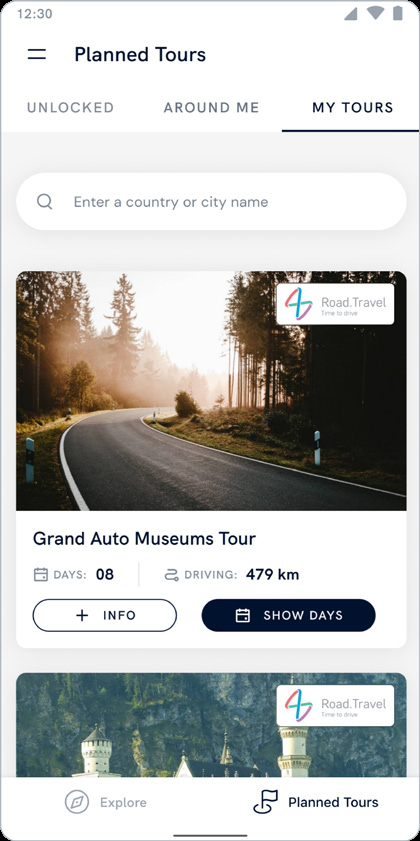 12:30
Planned Tours
UNLOCKED
AROUND ME
MY TOURS
Enter a country or city name
Road.Travel
Time to drive
Grand Auto Museums Tour
DAYS: 08
DRIVING: 479 km
+ INFO
SHOW DAYS
Road.Travel
Time to drive
Explore
Planned Tours